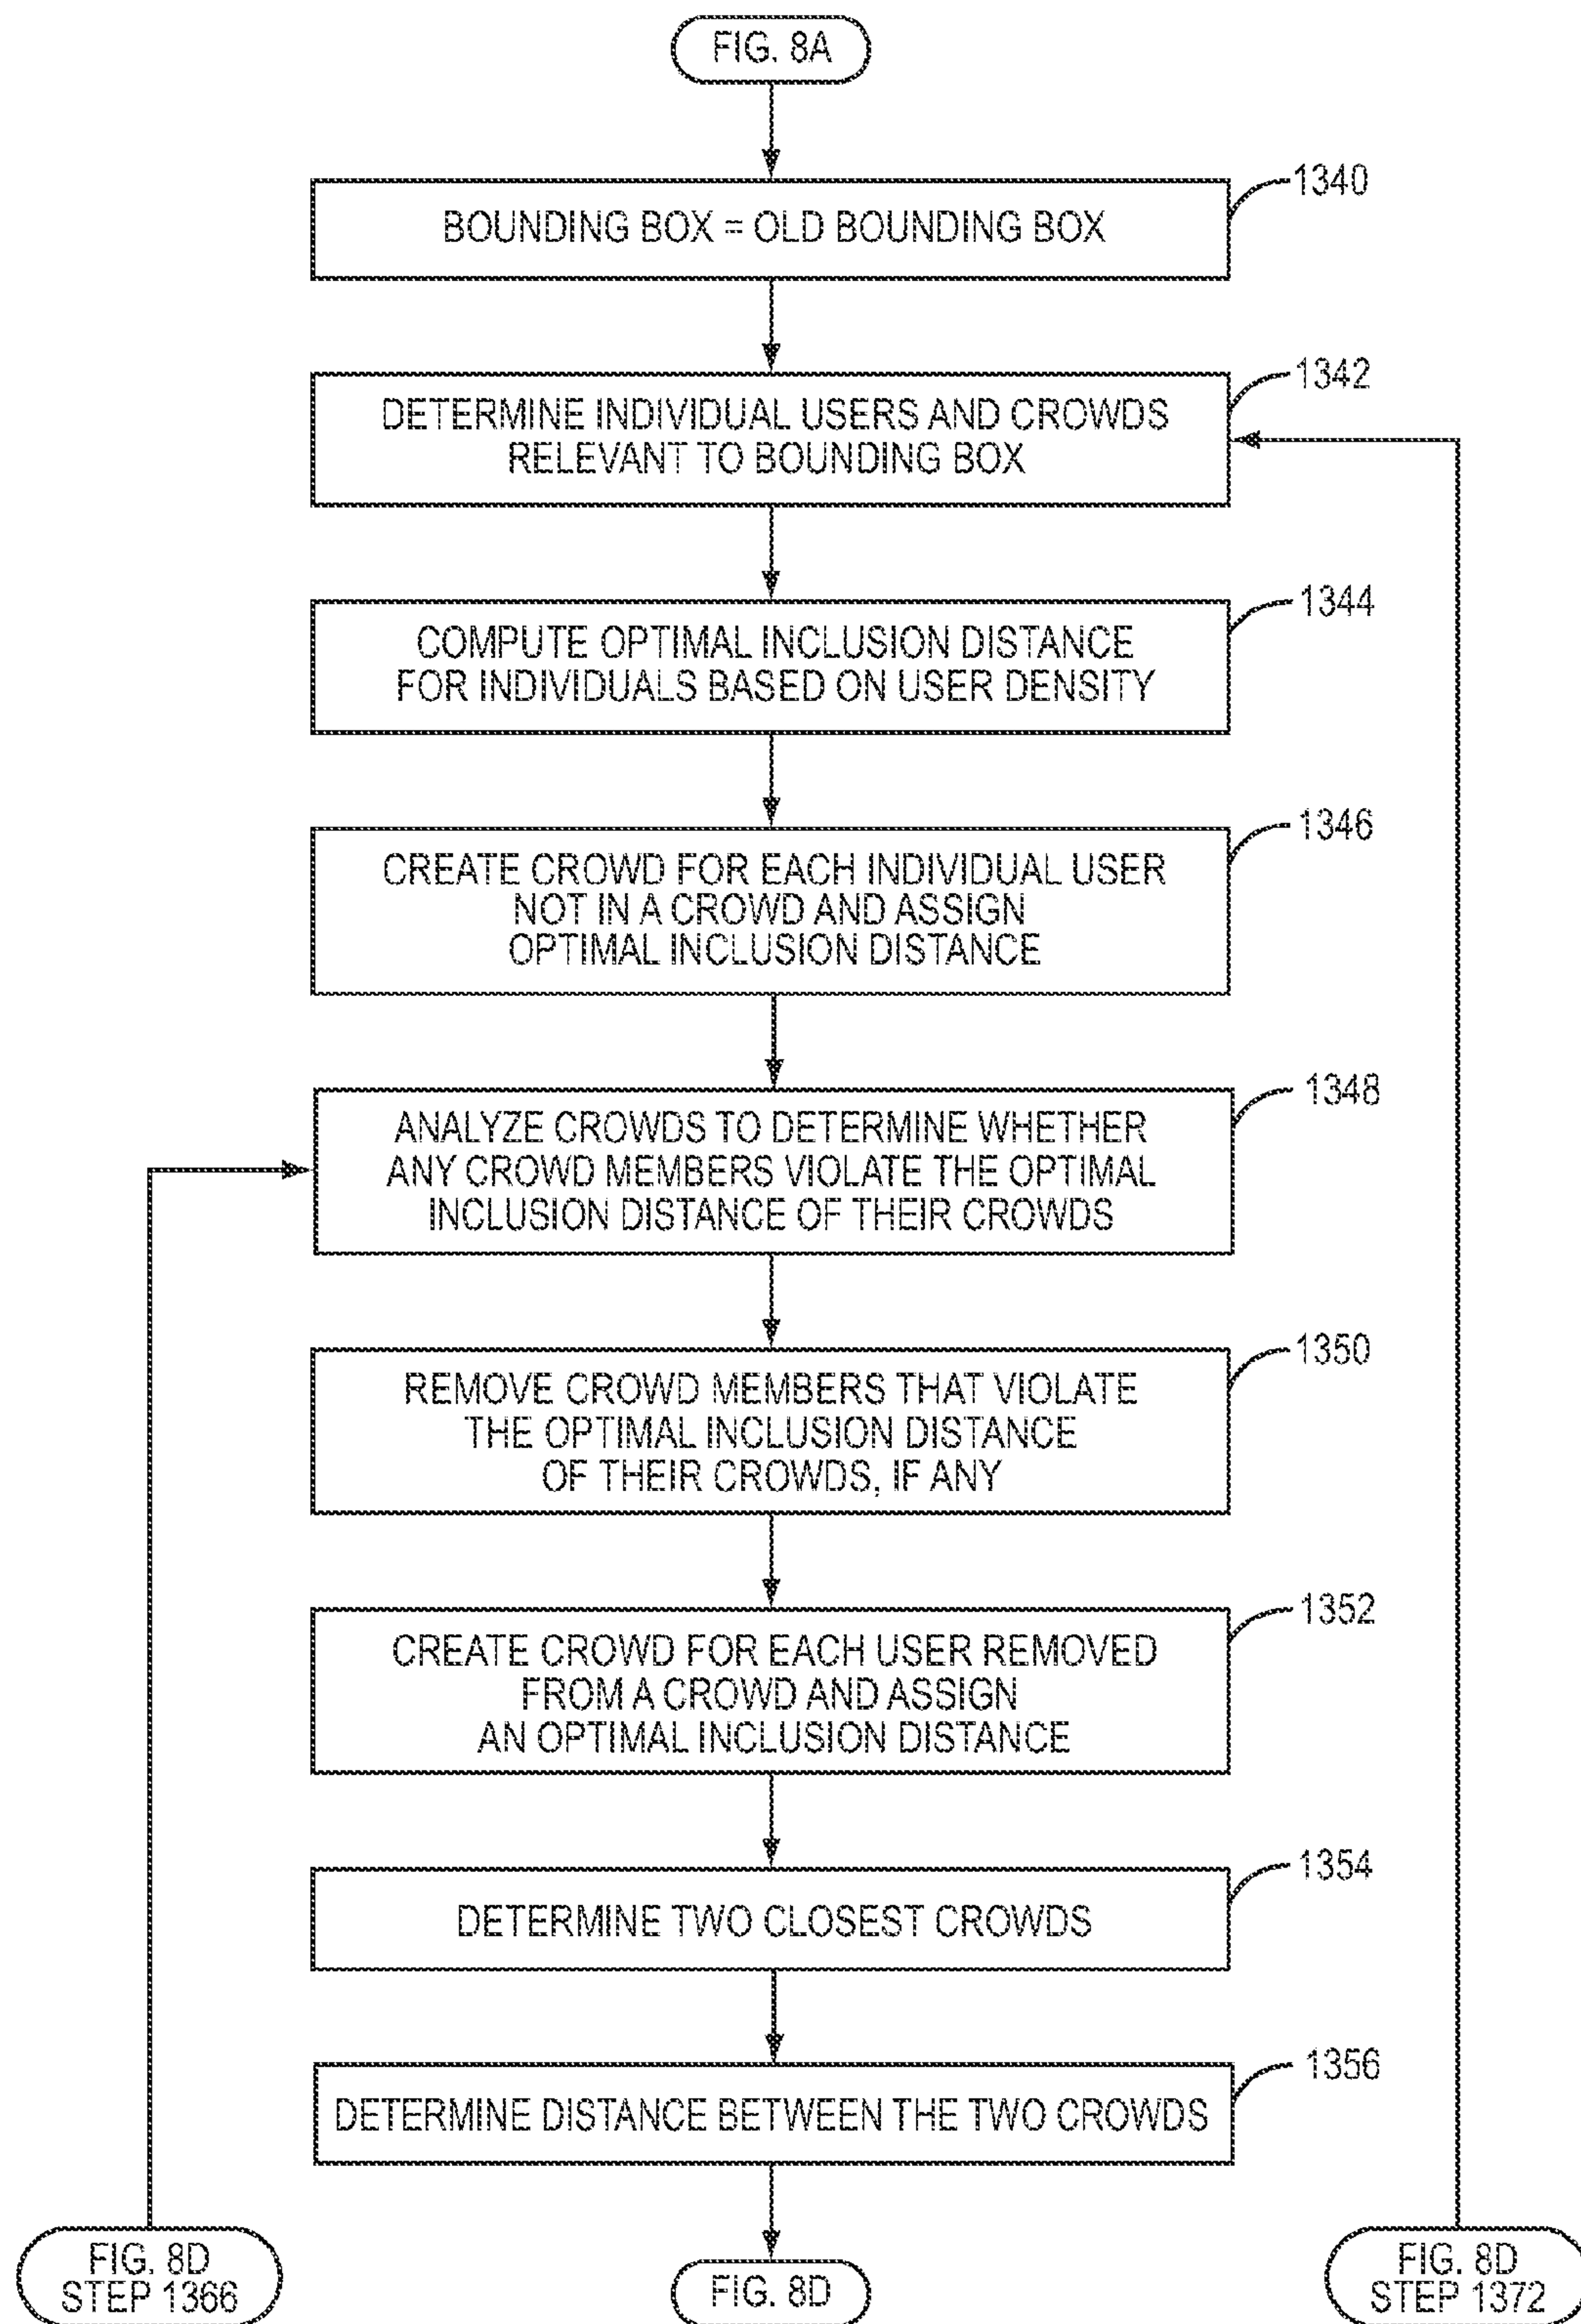 FIG. 8A
1340
BOUNDING BOX = OLD BOUNDING BOX
1342
DETERMINE INDIVIDUAL USERS AND CROWDS
RELEVANT TO BOUNDING BOX
1344
COMPUTE OPTIMAL INCLUSION DISTANCE
FOR INDIVIDUALS BASED ON USER DENSITY
1346
CREATE CROWD FOR EACH INDIVIDUAL USER
NOT IN A CROWD AND ASSIGN
OPTIMAL INCLUSION DISTANCE
1348
ANALYZE CROWDS TO DETERMINE WHETHER
ANY CROWD MEMBERS VIOLATE THE OPTIMAL
INCLUSION DISTANCE OF THEIR CROWDS
1350
REMOVE CROWD MEMBERS THAT VIOLATE
THE OPTIMAL INCLUSION DISTANCE
OF THEIR CROWDS, IF ANY
1352
CREATE CROWD FOR EACH USER REMOVED
FROM A CROWD AND ASSIGN
AN OPTIMAL INCLUSION DISTANCE
1354
DETERMINE TWO CLOSEST CROWDS
1356
DETERMINE DISTANCE BETWEEN THE TWO CROWDS
FIG. 8D
STEP 1366
FIG. 8D
FIG. 8D
STEP 1372